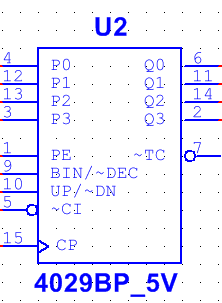 U2
4 P0 Q0 6
12 P1 Q1 11
13 P2 Q2 14
3 P3 Q3 2
1 PE ~TC 7
9 BIN/~DEC
10 UP/~DN
5 ~CI
15 CP
4029BP_5V